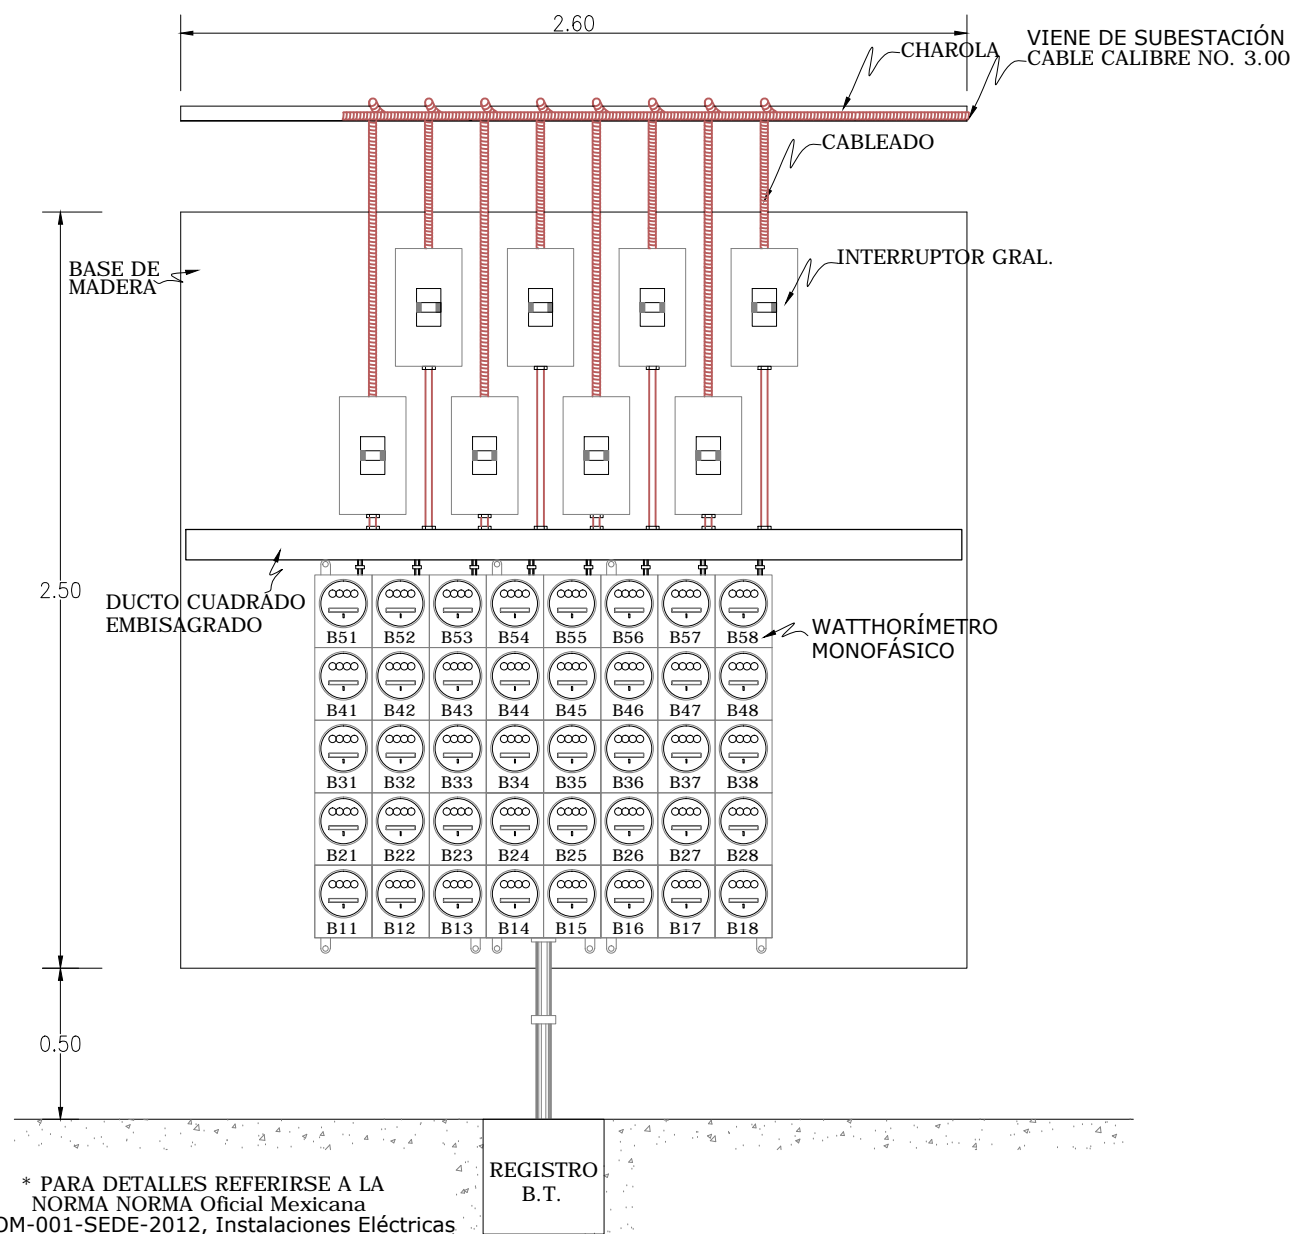 2.60
CHAROLA
VIENE DE SUBESTACIÓN
CABLE CALIBRE NO. 3.00
CABLEADO
BASE DE
MADERA
INTERRUPTOR GRAL.
2.50
DUCTO CUADRADO
EMBISAGRADO
WATTHORÍMETRO
MONOFÁSICO
B51 B52 B53 B54 B55 B56 B57 B58
B41 B42 B43 B44 B45 B46 B47 B48
B31 B32 B33 B34 B35 B36 B37 B38
B21 B22 B23 B24 B25 B26 B27 B28
B11 B12 B13 B14 B15 B16 B17 B18
0.50
REGISTRO
B.T.
* PARA DETALLES REFERIRSE A LA
NORMA NORMA Oficial Mexicana
OM-001-SEDE-2012, Instalaciones Eléctricas